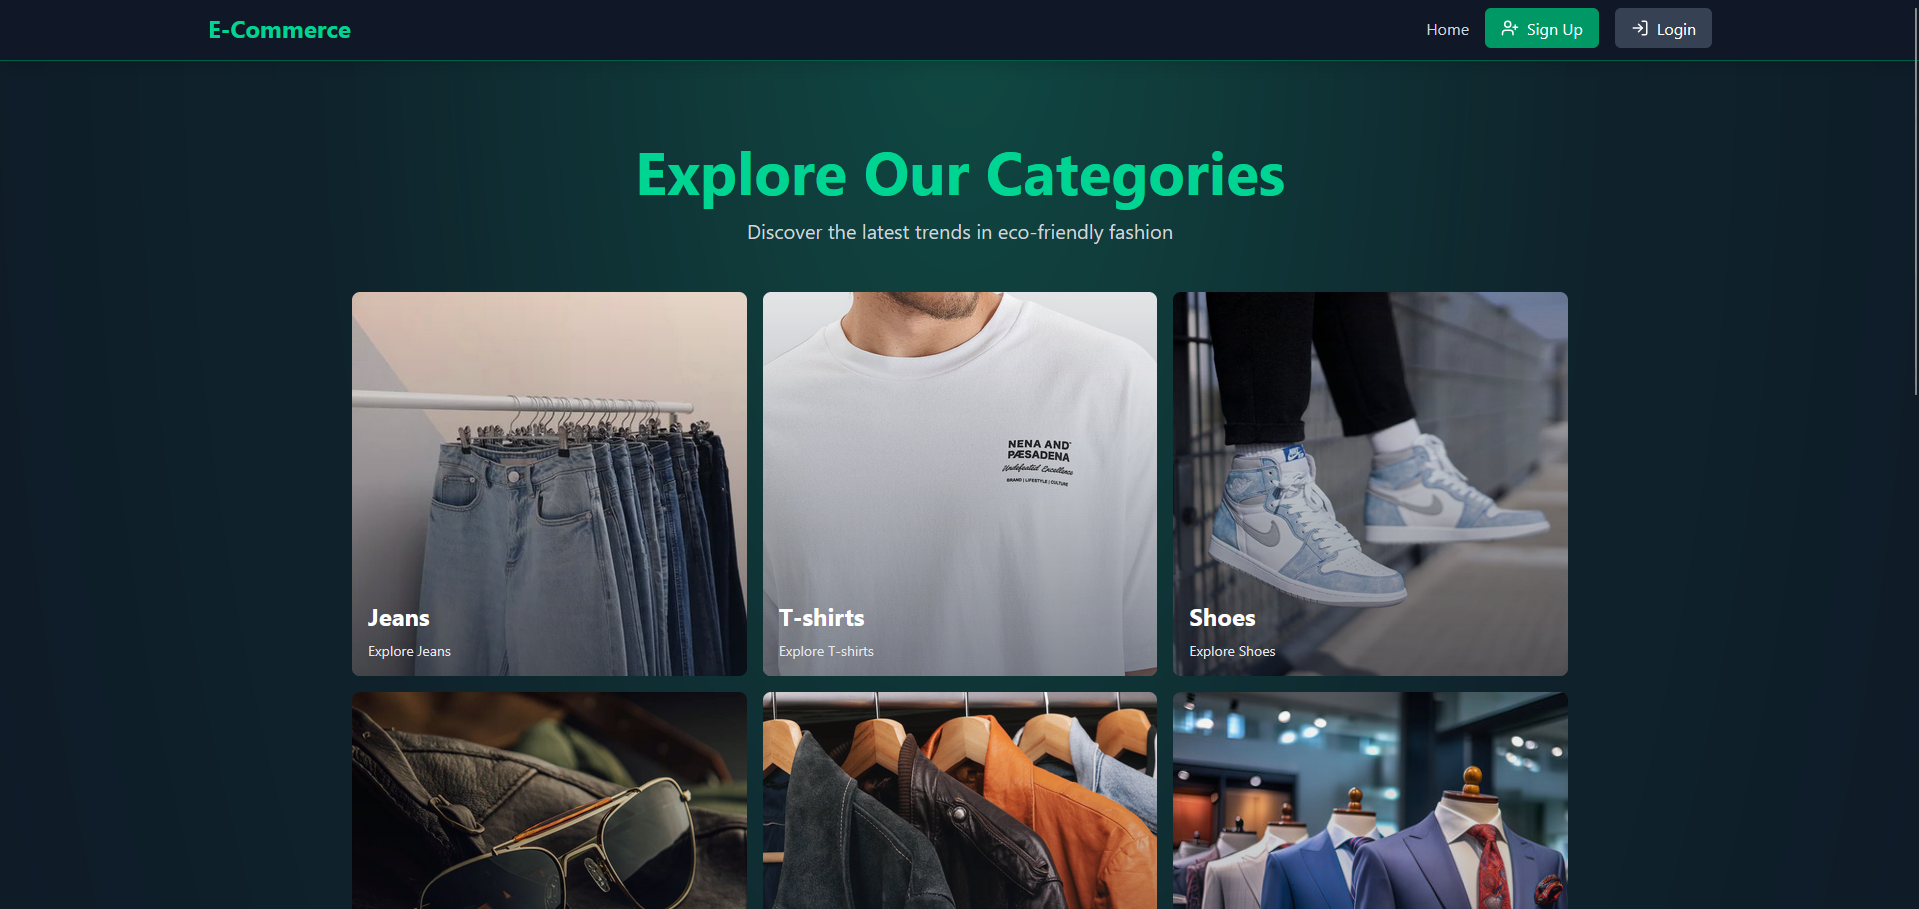 E-Commerce
Home
Sign Up
Login
Explore Our Categories
Discover the latest trends in eco-friendly fashion
NENA AND
PÆSADENA
Undefeated Excellence
BRAND | LIFESTYLE | CULTURE
Jeans
Explore Jeans
T-shirts
Explore T-shirts
Shoes
Explore Shoes